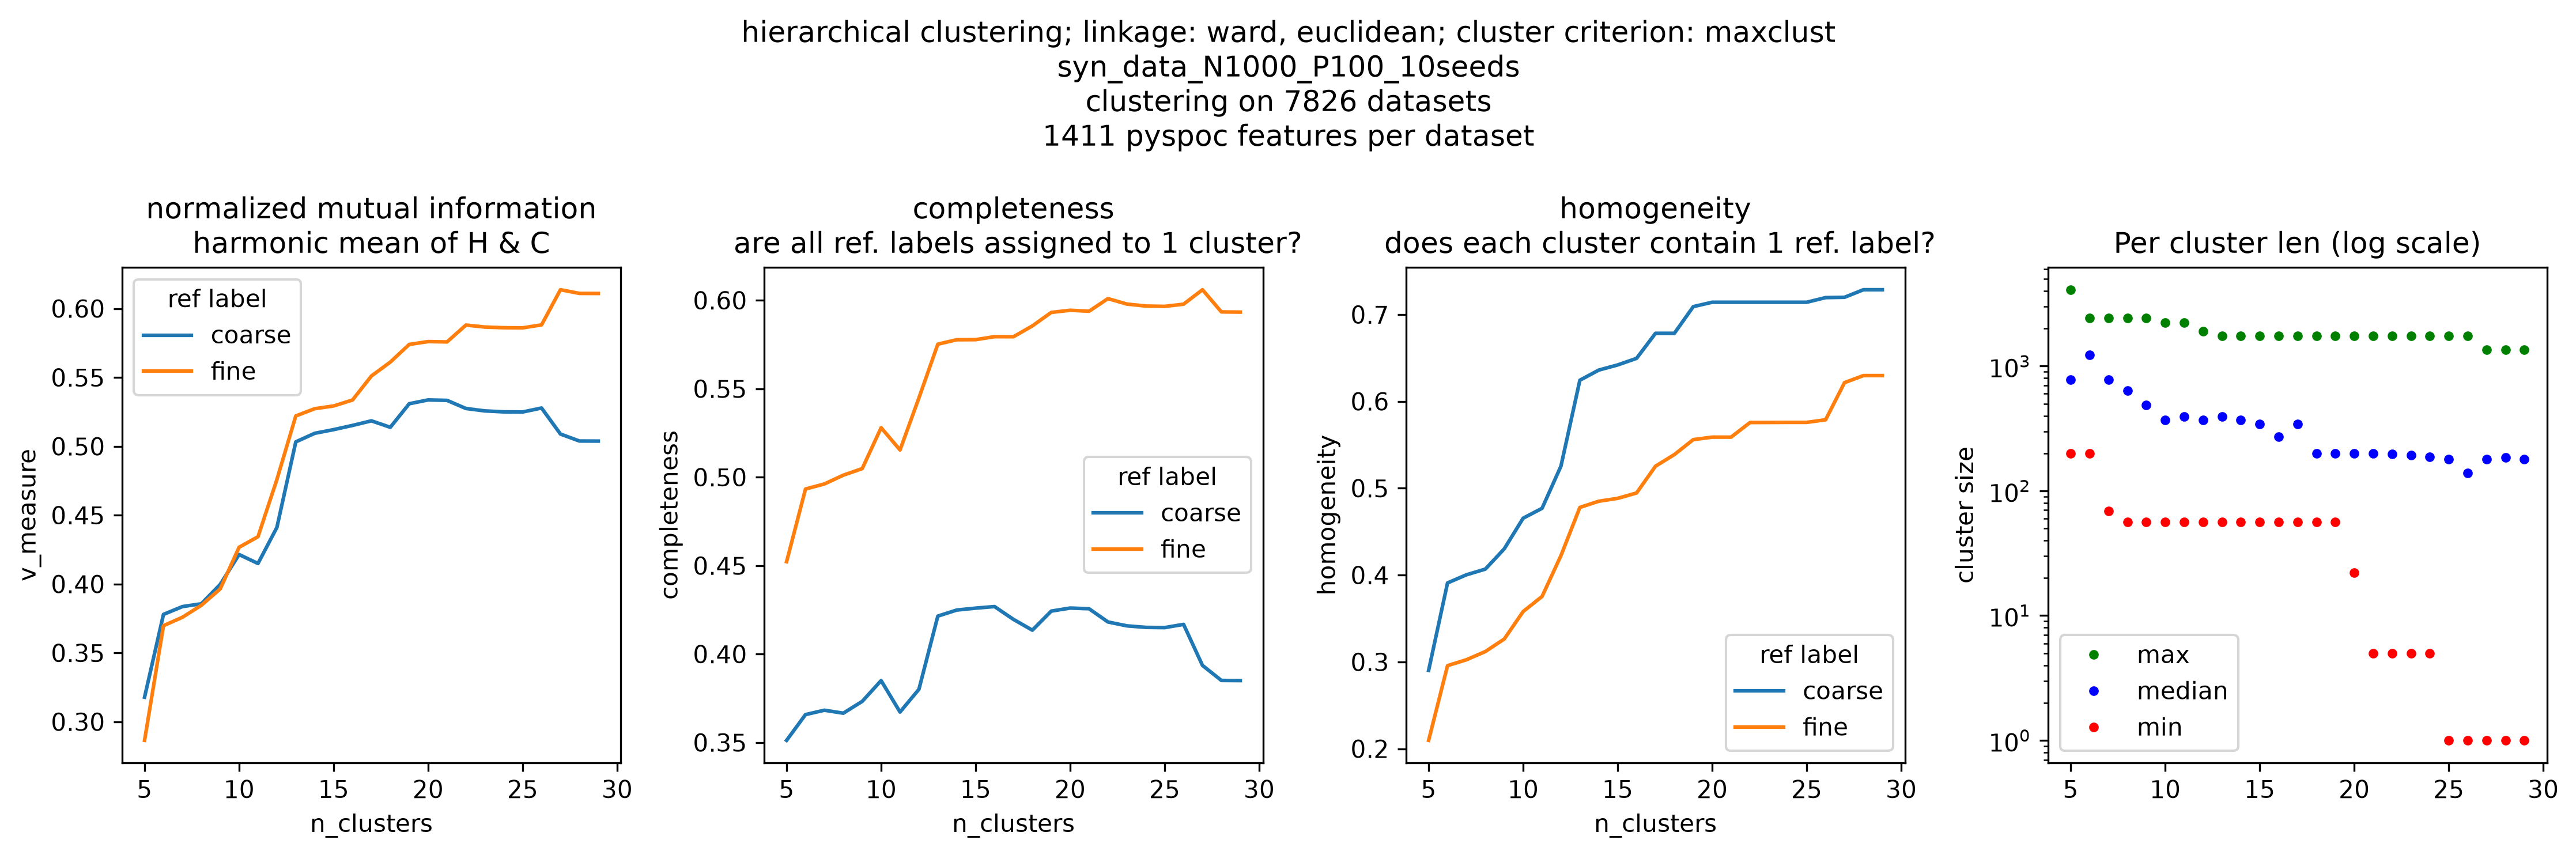 hierarchical clustering; linkage: ward, euclidean; cluster criterion: maxclust
syn_data_N1000_P100_10seeds
clustering on 7826 datasets
1411 pyspoc features per dataset
normalized mutual information
harmonic mean of H & C
v_measure
0.60
0.55
0.50
0.45
0.40
0.35
0.30
ref label
coarse
fine
5 10 15 20 25 30
n_clusters
completeness
are all ref. labels assigned to 1 cluster?
completeness
0.60
0.55
0.50
0.45
0.40
0.35
ref label
coarse
fine
5 10 15 20 25 30
n_clusters
homogeneity
does each cluster contain 1 ref. label?
homogeneity
0.7
0.6
0.5
0.4
0.3
0.2
ref label
coarse
fine
5 10 15 20 25 30
n_clusters
Per cluster len (log scale)
cluster size
10³
10²
10¹
10⁰
max
median
min
5 10 15 20 25 30